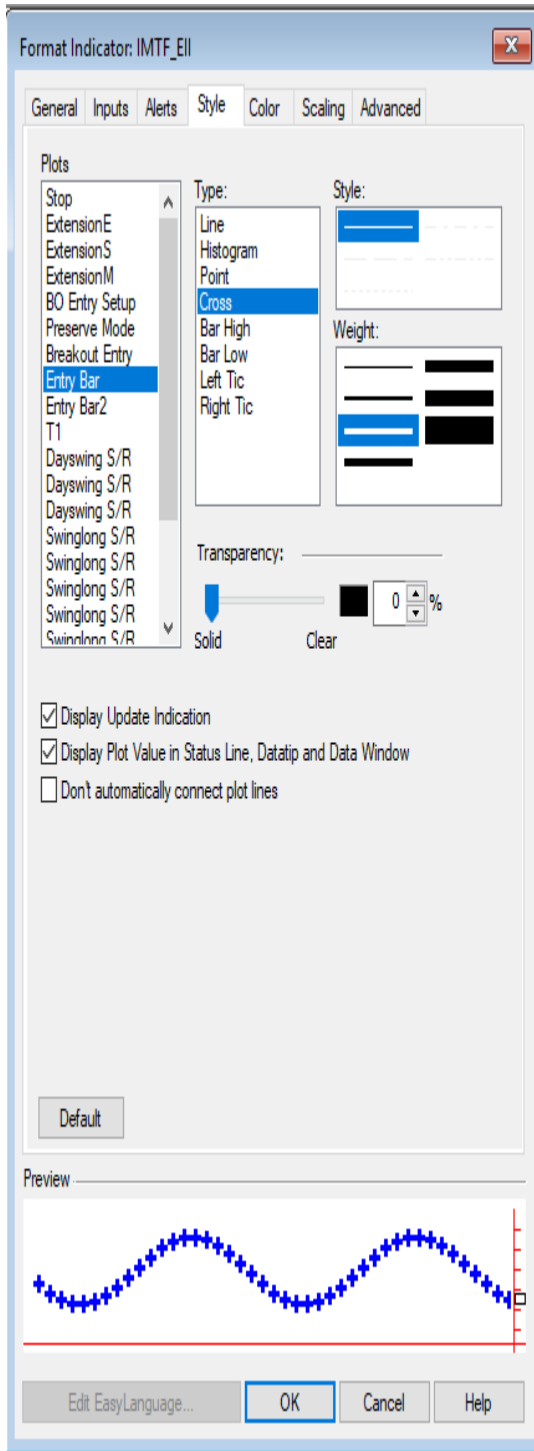 Format Indicator: IMTF_EII
General Inputs Alerts Style Color Scaling Advanced
Plots
Stop
ExtensionE
ExtensionS
ExtensionM
BO Entry Setup
Preserve Mode
Breakout Entry
Entry Bar
Entry Bar2
T1
Dayswing S/R
Dayswing S/R
Dayswing S/R
Swinglong S/R
Swinglong S/R
Swinglong S/R
Swinglong S/R
Swinglong S/R
Type:
Line
Histogram
Point
Cross
Bar High
Bar Low
Left Tic
Right Tic
Style:
Weight:
Transparency:
0 %
Solid Clear
Display Update Indication
Display Plot Value in Status Line, Datatip and Data Window
Don't automatically connect plot lines
Default
Preview
Edit EasyLanguage...
OK
Cancel
Help